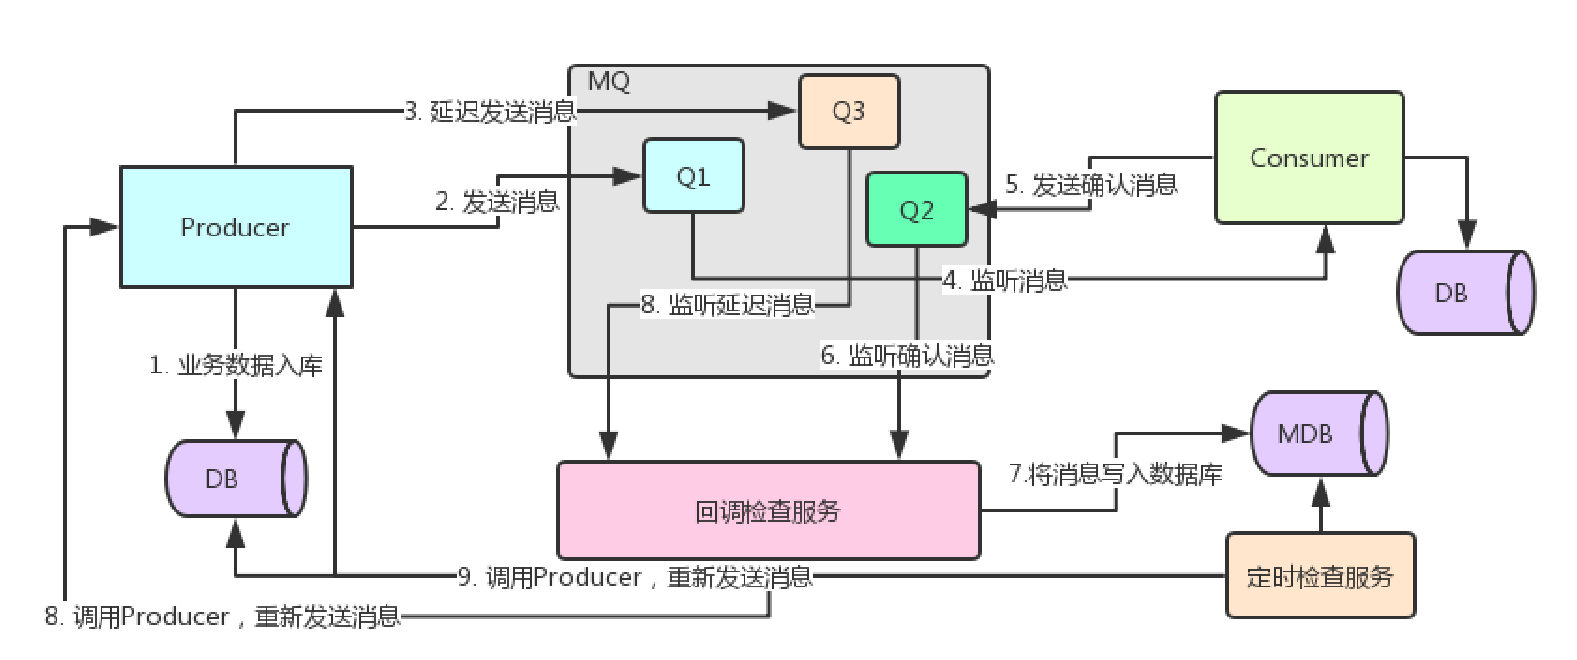 MQ
Q3
3. 延迟发送消息
Q1
Consumer
2. 发送消息
5. 发送确认消息
Q2
Producer
4. 监听消息
DB
8. 监听延迟消息
6. 监听确认消息
1. 业务数据入库
MDB
DB
7.将消息写入数据库
回调检查服务
9. 调用Producer，重新发送消息
定时检查服务
8. 调用Producer，重新发送消息